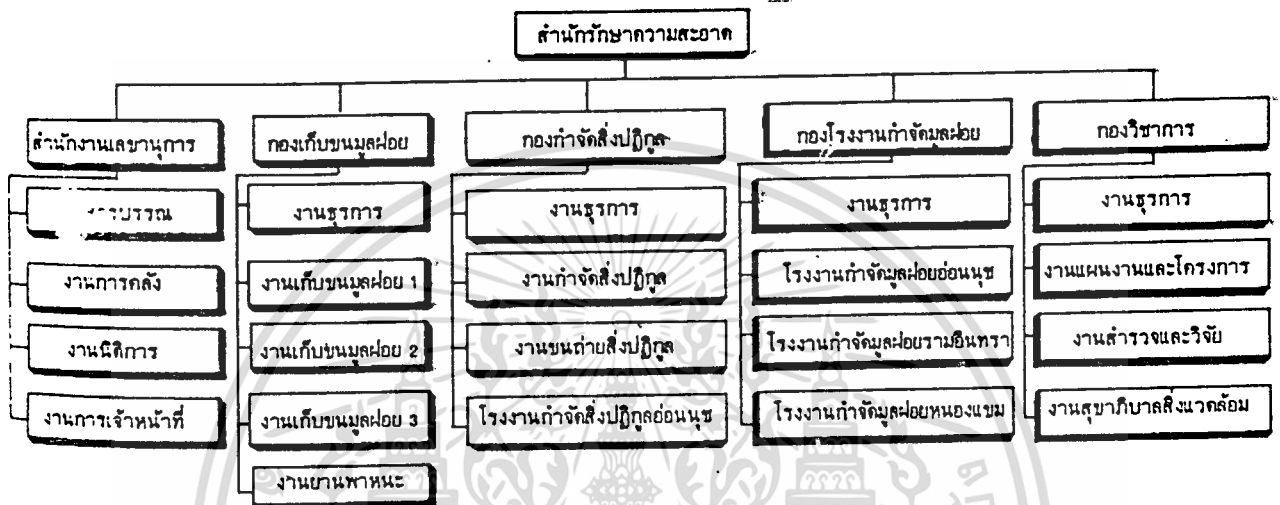 สำนักรักษาความสะอาด
สำนักงานเลขานุการ
กองเก็บขนมูลฝอย
กองกำจัดสิ่งปฏิกูล
กองโรงงานกำจัดมูลฝอย
กองวิชาการ
งานธุรการ
งานธุรการ
งานธุรการ
งานธุรการ
งานการคลัง
งานเก็บขนมูลฝอย 1
งานกำจัดสิ่งปฏิกูล
โรงงานกำจัดมูลฝอยอ่อนนุช
งานแผนงานและโครงการ
งานนิติการ
งานเก็บขนมูลฝอย 2
งานขนถ่ายสิ่งปฏิกูล
โรงงานกำจัดมูลฝอยรามอินทรา
งานสำรวจและวิจัย
งานการเจ้าหน้าที่
งานเก็บขนมูลฝอย 3
โรงงานกำจัดสิ่งปฏิกูลอ่อนนุช
โรงงานกำจัดมูลฝอยหนองแขม
งานสุขาภิบาลสิ่งแวดล้อม
งานยานพาหนะ